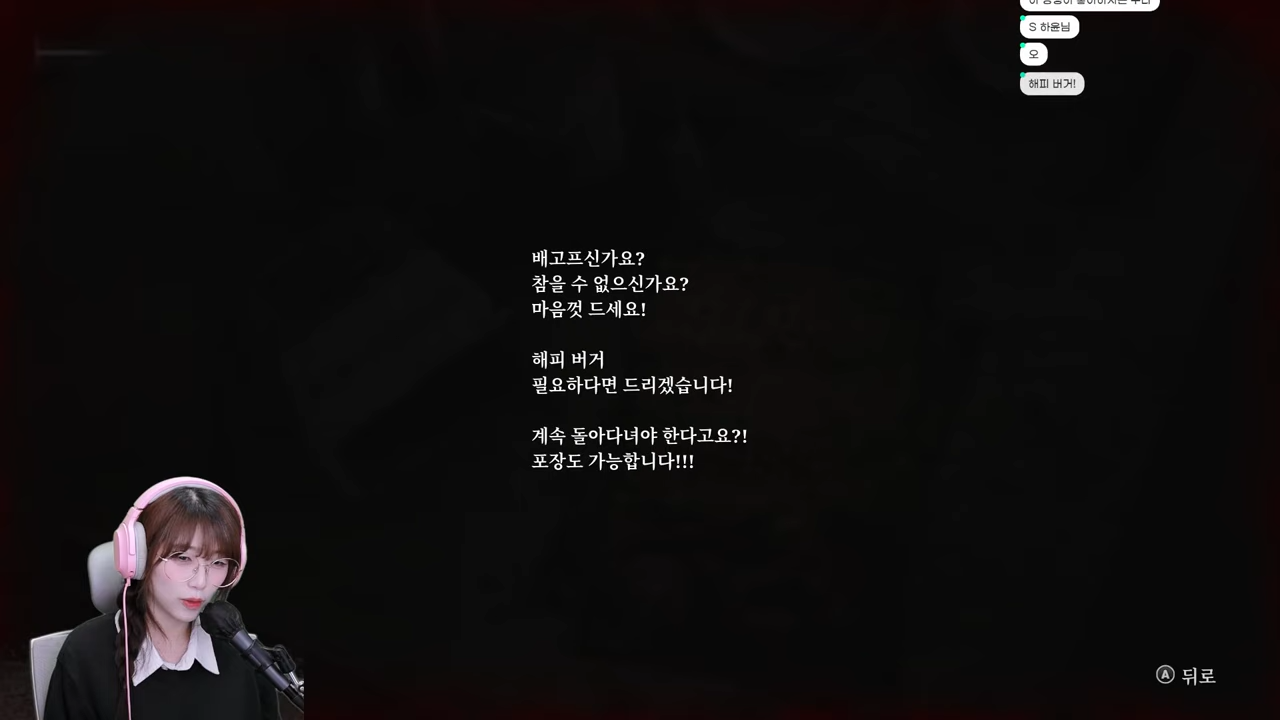 S 하윤님
오
해피 버거!
배고프신가요?
참을 수 없으신가요?
마음껏 드세요!
해피 버거
필요하다면 드리겠습니다!
계속 돌아다녀야 한다고요?!
포장도 가능합니다!!!
A 뒤로